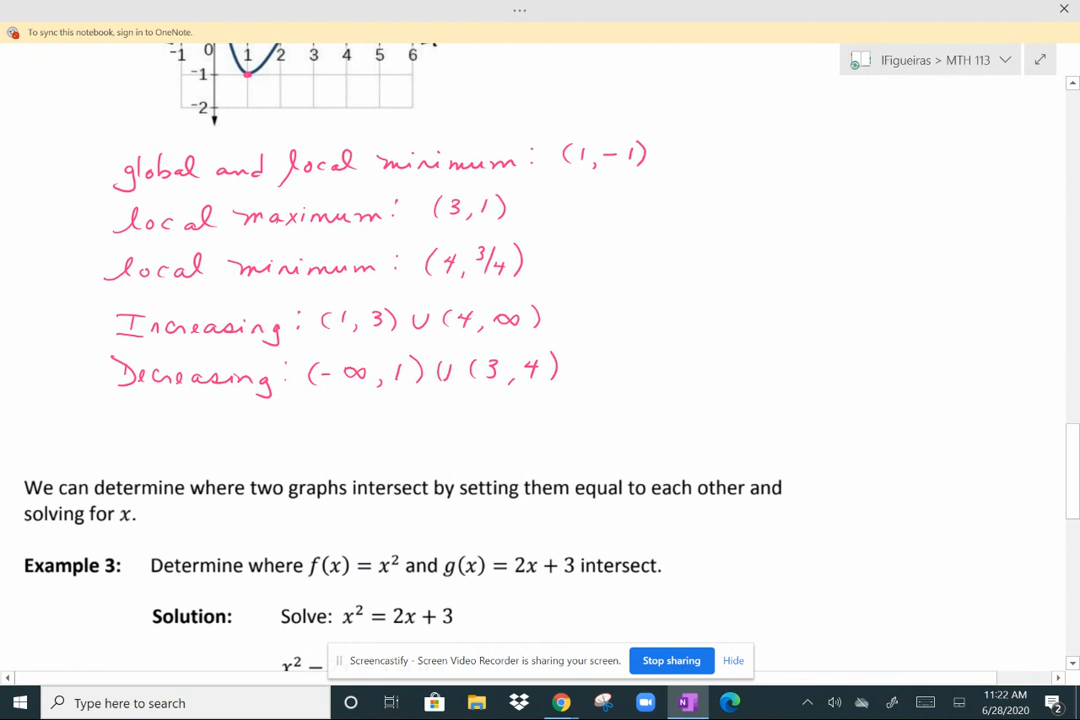 To sync this notebook, sign in to OneNote.
IFigueiras > MTH 113
-1 0 1 2 3 4 5 6
-1
-2
global and local minimum: (1, -1)
local maximum: (3, 1)
local minimum: (4, 3/4)
Increasing: (1, 3) ∪ (4, ∞)
Decreasing: (-∞, 1) ∪ (3, 4)
We can determine where two graphs intersect by setting them equal to each other and
solving for x.
Example 3: Determine where f(x) = x² and g(x) = 2x + 3 intersect.
Solution: Solve: x² = 2x + 3
x² −
Screencastify - Screen Video Recorder is sharing your screen. Stop sharing Hide
Type here to search
11:22 AM
6/28/2020
2